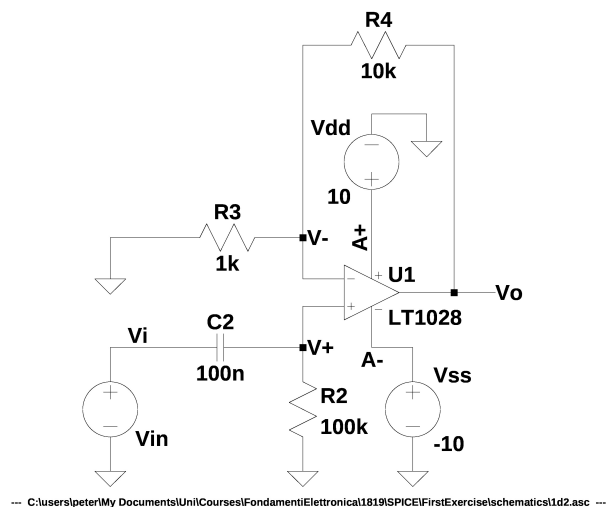 R4
10k
Vdd
10
A+
R3
1k
V-
U1
LT1028
Vo
Vi
C2
100n
V+
A-
Vss
-10
R2
100k
Vin
--- C:\users\peter\My Documents\Uni\Courses\FondamentiElettronica\1819\SPICE\FirstExercise\schematics\1d2.asc ---